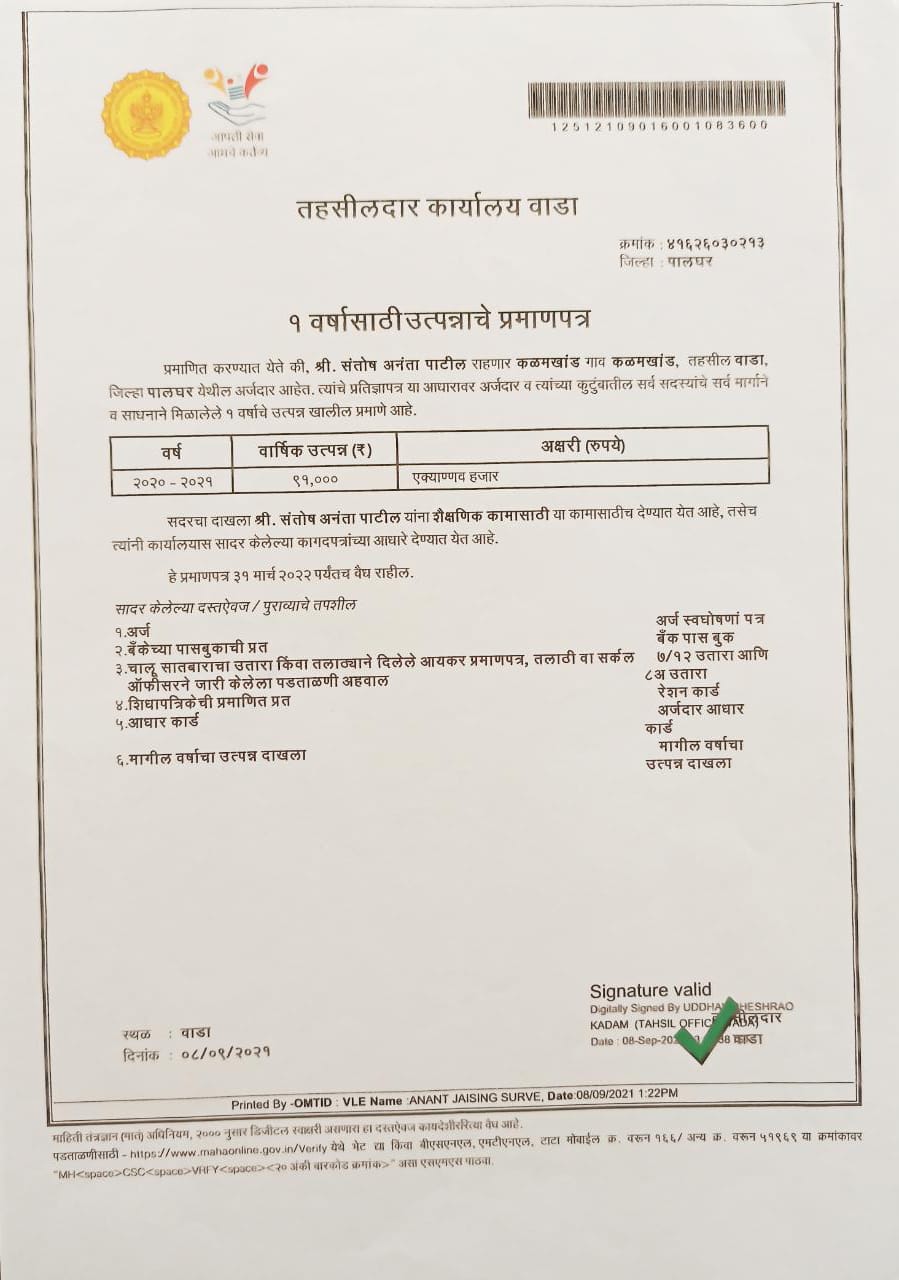 आपली सेवा
आमचे कर्तव्य
12512109016001083600
तहसीलदार कार्यालय वाडा
क्रमांक : ४१६२६०३०२१३
जिल्हा : पालघर
१ वर्षासाठी उत्पन्नाचे प्रमाणपत्र
प्रमाणित करण्यात येते की, श्री. संतोष अनंता पाटील राहणार कळमखांड गाव कळमखांड, तहसील वाडा,
जिल्हा पालघर येथील अर्जदार आहेत. त्यांचे प्रतिज्ञापत्र या आधारावर अर्जदार व त्यांच्या कुटुंबातील सर्व सदस्यांचे सर्व मार्गाने
व साधनाने मिळालेले १ वर्षाचे उत्पन्न खालील प्रमाणे आहे.
वर्ष वार्षिक उत्पन्न (₹) अक्षरी (रुपये)
२०२० - २०२१ ९१,००० एक्याण्णव हजार
सदरचा दाखला श्री. संतोष अनंता पाटील यांना शैक्षणिक कामासाठी या कामासाठीच देण्यात येत आहे, तसेच
त्यांनी कार्यालयास सादर केलेल्या कागदपत्रांच्या आधारे देण्यात येत आहे.
हे प्रमाणपत्र ३१ मार्च २०२२ पर्यंतच वैध राहील.
सादर केलेल्या दस्तऐवज / पुराव्याचे तपशील
१.अर्ज अर्ज स्वघोषणां पत्र
२.बँकेच्या पासबुकाची प्रत बँक पास बुक
३.चालू सातबाराचा उतारा किंवा तलाठ्याने दिलेले आयकर प्रमाणपत्र, तलाठी वा सर्कल ७/१२ उतारा आणि
ऑफीसरने जारी केलेला पडताळणी अहवाल ८अ उतारा
४.शिधापत्रिकेची प्रमाणित प्रत रेशन कार्ड
५.आधार कार्ड अर्जदार आधार
कार्ड
६.मागील वर्षाचा उत्पन्न दाखला मागील वर्षाचा
उत्पन्न दाखला
Signature valid
Digitally Signed By
KADAM (TAHSIL
Date : 08-Sep-
तहसीलदार
वाडा
स्थळ : वाडा
दिनांक : ०८/०९/२०२१
Printed By -OMTID : VLE Name :ANANT JAISING SURVE, Date:08/09/2021 1:22PM
माहिती तंत्रज्ञान (मातं) अधिनियम, २००० नुसार डिजीटल स्वाक्षरी असणारा हा दस्तऐवज कायदेशीररित्या वैध आहे.
पडताळणीसाठी - https://www.mahaonline.gov.in/Verify येथे भेट द्या किंवा बीएसएनएल, एमटीएनएल, टाटा मोबाईल क्र. वरून १६६/ अन्य क्र. वरून ५१९६९ या क्रमांकावर
"MH<space>CSC<space>VRFY<space><२० अंकी बारकोड क्रमांक>" असा एसएमएस पाठवा.